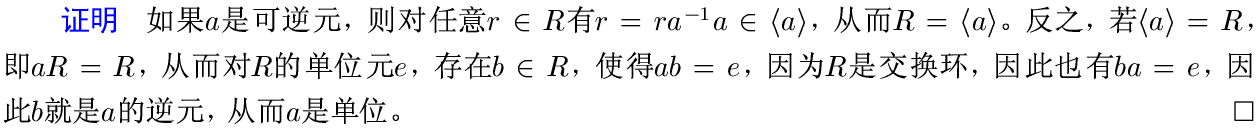 证明 如果a是可逆元，则对任意r ∈ R有r = ra⁻¹a ∈ ⟨a⟩，从而R = ⟨a⟩。反之，若⟨a⟩ = R，
即aR = R，从而对R的单位元e，存在b ∈ R，使得ab = e，因为R是交换环，因此也有ba = e，因
此b就是a的逆元，从而a是单位。 □